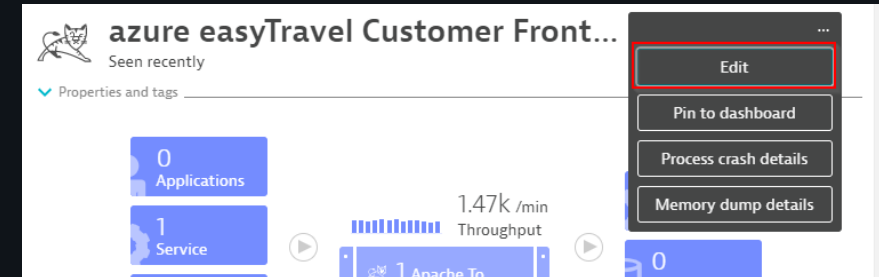 azure easyTravel Customer Front...
Seen recently
Properties and tags
...
Edit
Pin to dashboard
Process crash details
Memory dump details
0
Applications
1
Service
1.47k /min
Throughput
1 Apache To
0